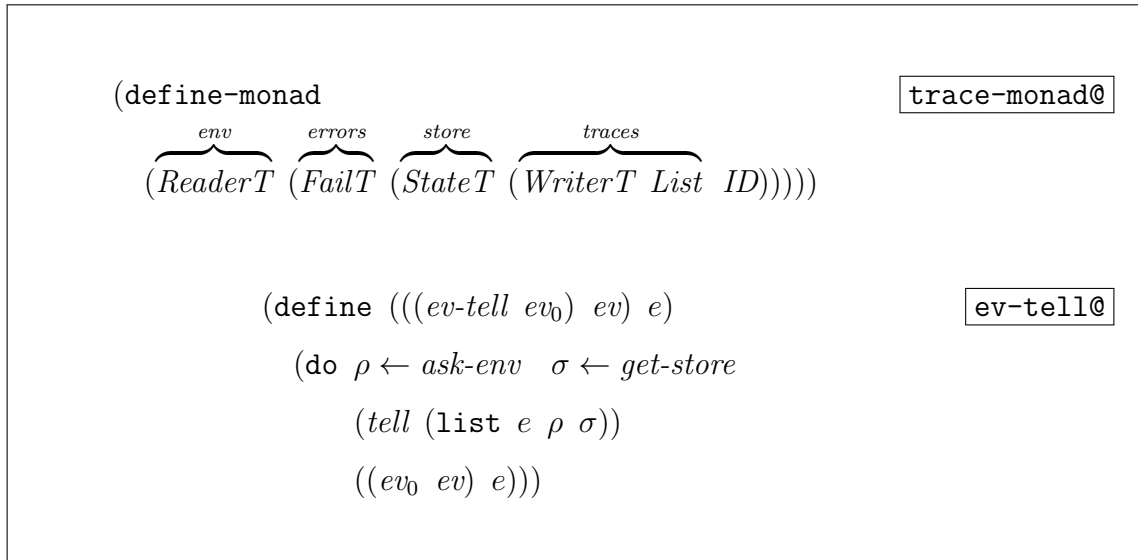 (define-monad trace-monad@
env errors store traces
(ReaderT (FailT (StateT (WriterT List ID)))))
(define (((ev-tell ev₀) ev) e) ev-tell@
(do ρ ← ask-env σ ← get-store
(tell (list e ρ σ))
((ev₀ ev) e)))